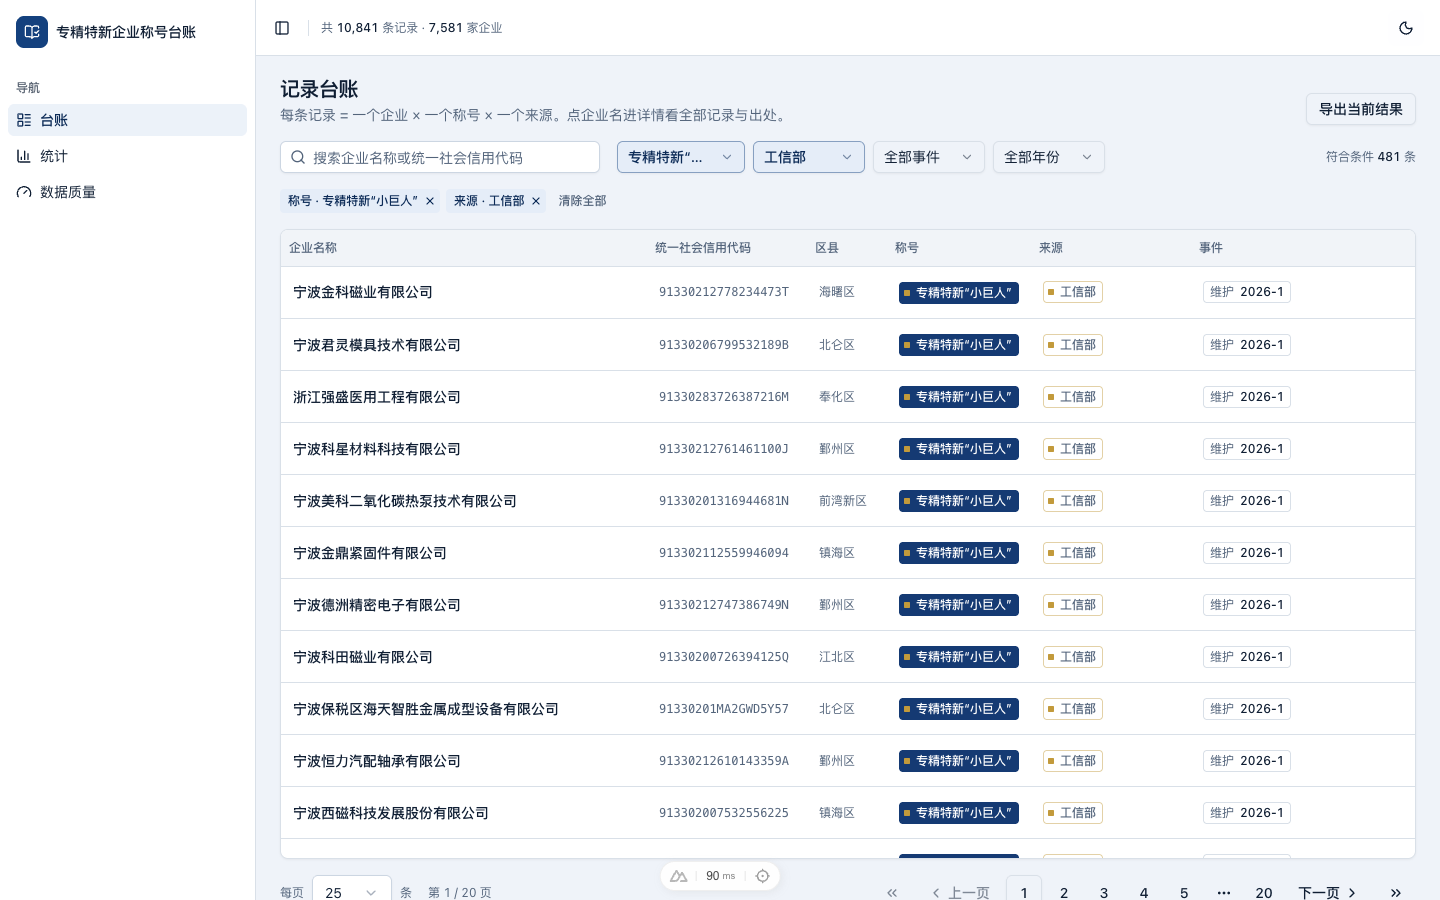 专精特新企业称号台账
共 10,841 条记录 · 7,581 家企业
导航
台账
统计
数据质量
记录台账
每条记录 = 一个企业 × 一个称号 × 一个来源。点企业名进详情看全部记录与出处。
导出当前结果
搜索企业名称或统一社会信用代码
专精特新“...
工信部
全部事件
全部年份
符合条件 481 条
称号 · 专精特新“小巨人” ×
来源 · 工信部 ×
清除全部
企业名称 统一社会信用代码 区县 称号 来源 事件
宁波金科磁业有限公司 91330212778234473T 海曙区 专精特新“小巨人” 工信部 维护 2026-1
宁波君灵模具技术有限公司 91330206799532189B 北仑区 专精特新“小巨人” 工信部 维护 2026-1
浙江强盛医用工程有限公司 91330283726387216M 奉化区 专精特新“小巨人” 工信部 维护 2026-1
宁波科星材料科技有限公司 91330212761461100J 鄞州区 专精特新“小巨人” 工信部 维护 2026-1
宁波美科二氧化碳热泵技术有限公司 91330201316944681N 前湾新区 专精特新“小巨人” 工信部 维护 2026-1
宁波金鼎紧固件有限公司 913302112559946094 镇海区 专精特新“小巨人” 工信部 维护 2026-1
宁波德洲精密电子有限公司 91330212747386749N 鄞州区 专精特新“小巨人” 工信部 维护 2026-1
宁波科田磁业有限公司 91330200726394125Q 江北区 专精特新“小巨人” 工信部 维护 2026-1
宁波保税区海天智胜金属成型设备有限公司 91330201MA2GWD5Y57 北仑区 专精特新“小巨人” 工信部 维护 2026-1
宁波恒力汽配轴承有限公司 91330212610143359A 鄞州区 专精特新“小巨人” 工信部 维护 2026-1
宁波西磁科技发展股份有限公司 913302007532556225 镇海区 专精特新“小巨人” 工信部 维护 2026-1
每页 25 条 第 1 / 20 页
90 ms
« ‹ 上一页 1 2 3 4 5 ··· 20 下一页 › »